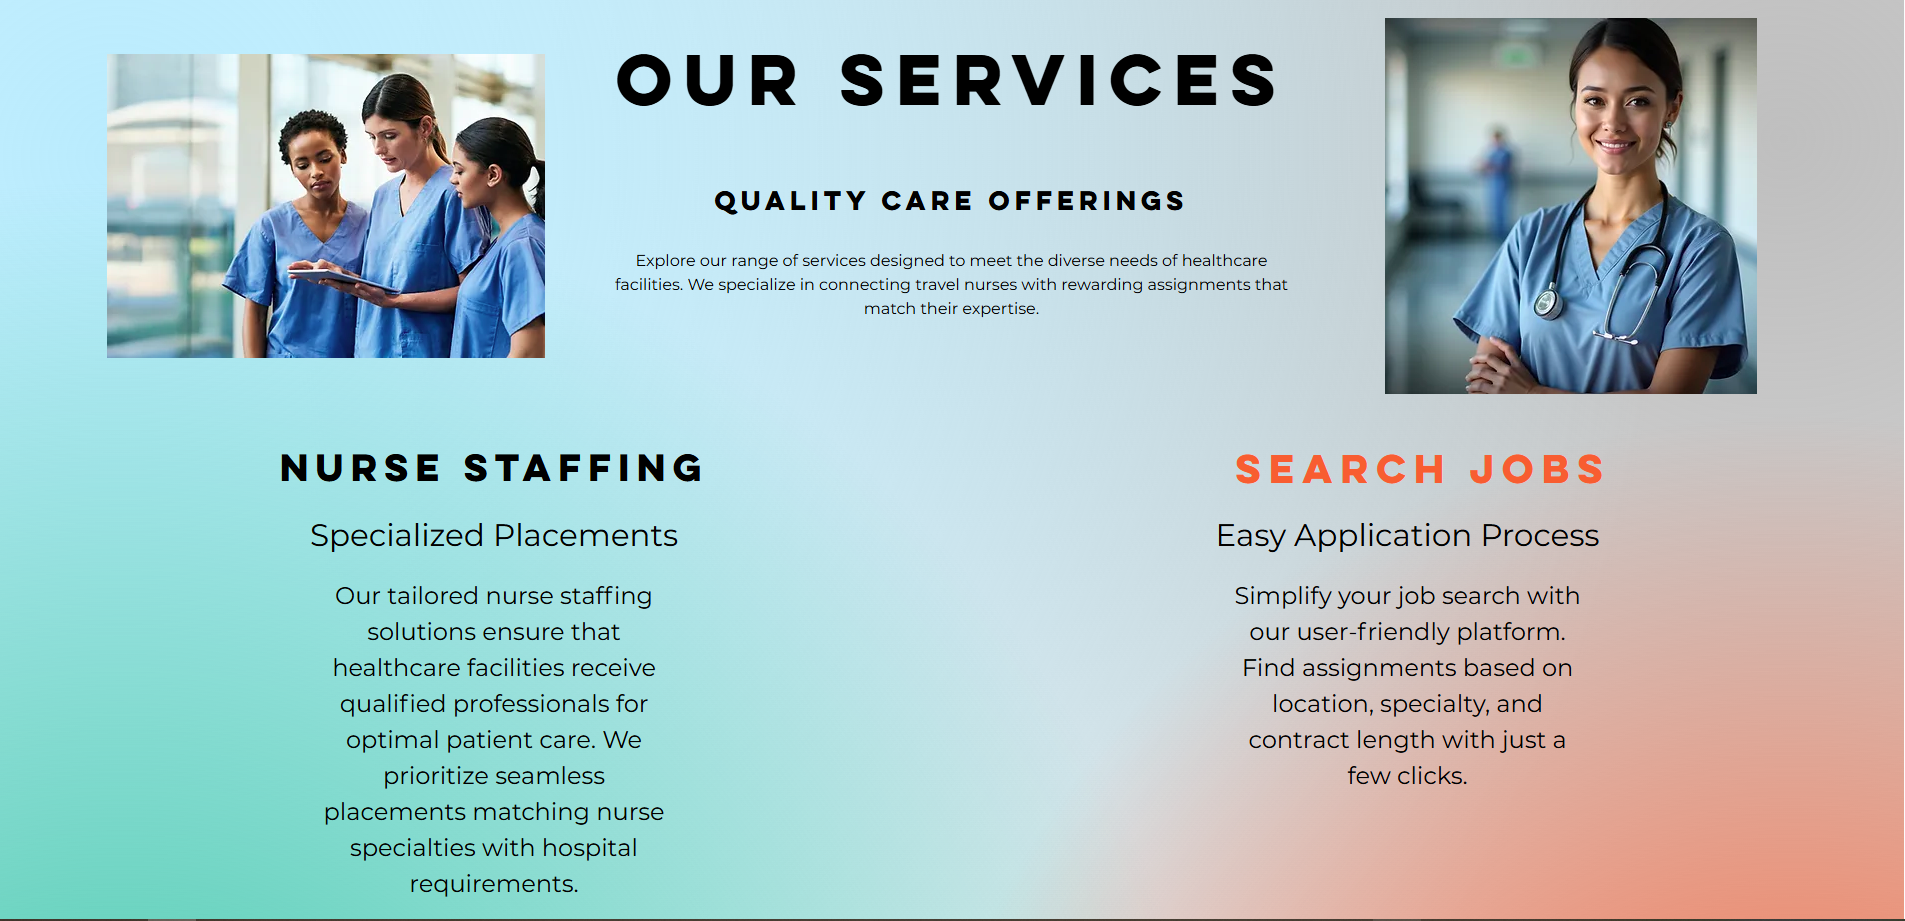 OUR SERVICES
QUALITY CARE OFFERINGS
Explore our range of services designed to meet the diverse needs of healthcare
facilities. We specialize in connecting travel nurses with rewarding assignments that
match their expertise.
NURSE STAFFING
Specialized Placements
Our tailored nurse staffing
solutions ensure that
healthcare facilities receive
qualified professionals for
optimal patient care. We
prioritize seamless
placements matching nurse
specialties with hospital
requirements.
SEARCH JOBS
Easy Application Process
Simplify your job search with
our user-friendly platform.
Find assignments based on
location, specialty, and
contract length with just a
few clicks.